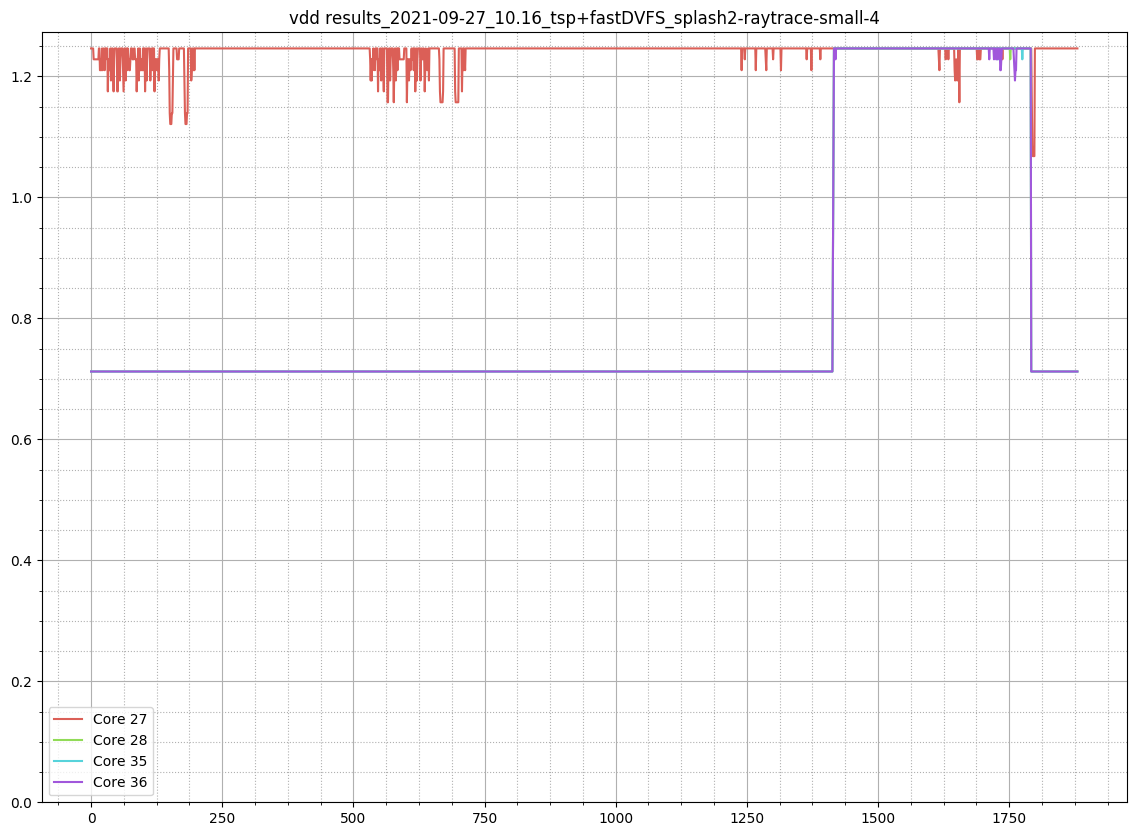 vdd results_2021-09-27_10.16_tsp+fastDVFS_splash2-raytrace-small-4
1.2
1.0
0.8
0.6
0.4
0.2
0.0
Core 27
Core 28
Core 35
Core 36
0 250 500 750 1000 1250 1500 1750